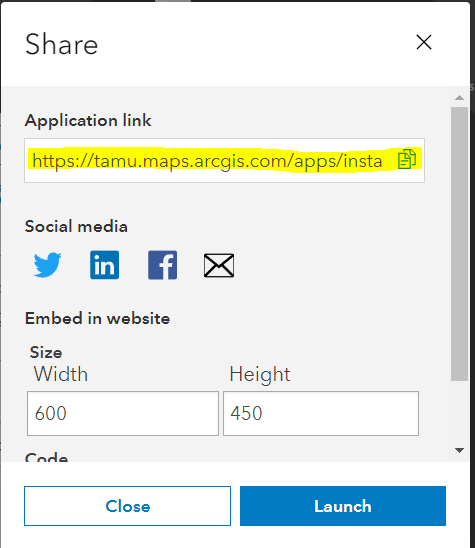 Share
Application link
https://tamu.maps.arcgis.com/apps/insta
Social media
Embed in website
Size
Width Height
600 450
Code
Close Launch